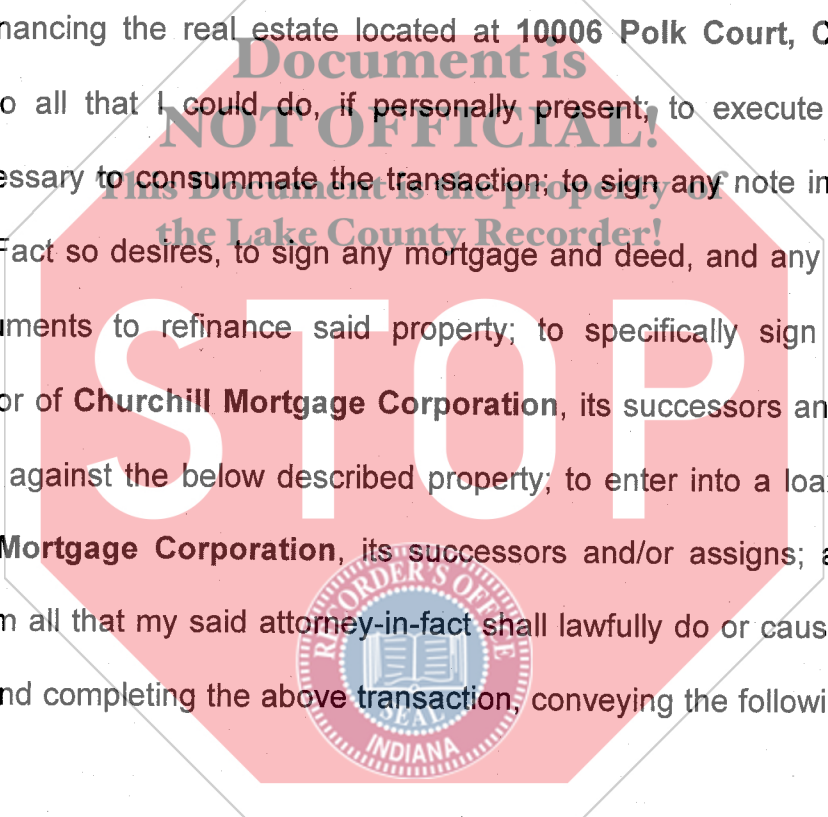 nancing the real estate located at 10006 Polk Court, C
Document is
o all that I could do, if personally present; to execute
NOT OFFICIAL!
essary to consummate the transaction; to sign any note in
This Document is the property of
the Lake County Recorder!
Fact so desires, to sign any mortgage and deed, and any
uments to refinance said property; to specifically sign
STOP
or of Churchill Mortgage Corporation, its successors an
against the below described property; to enter into a loa
Mortgage Corporation, its successors and/or assigns; a
RECORDER'S OFFICE
n all that my said attorney-in-fact shall lawfully do or caus
nd completing the above transaction, conveying the followi
SEAL
INDIANA